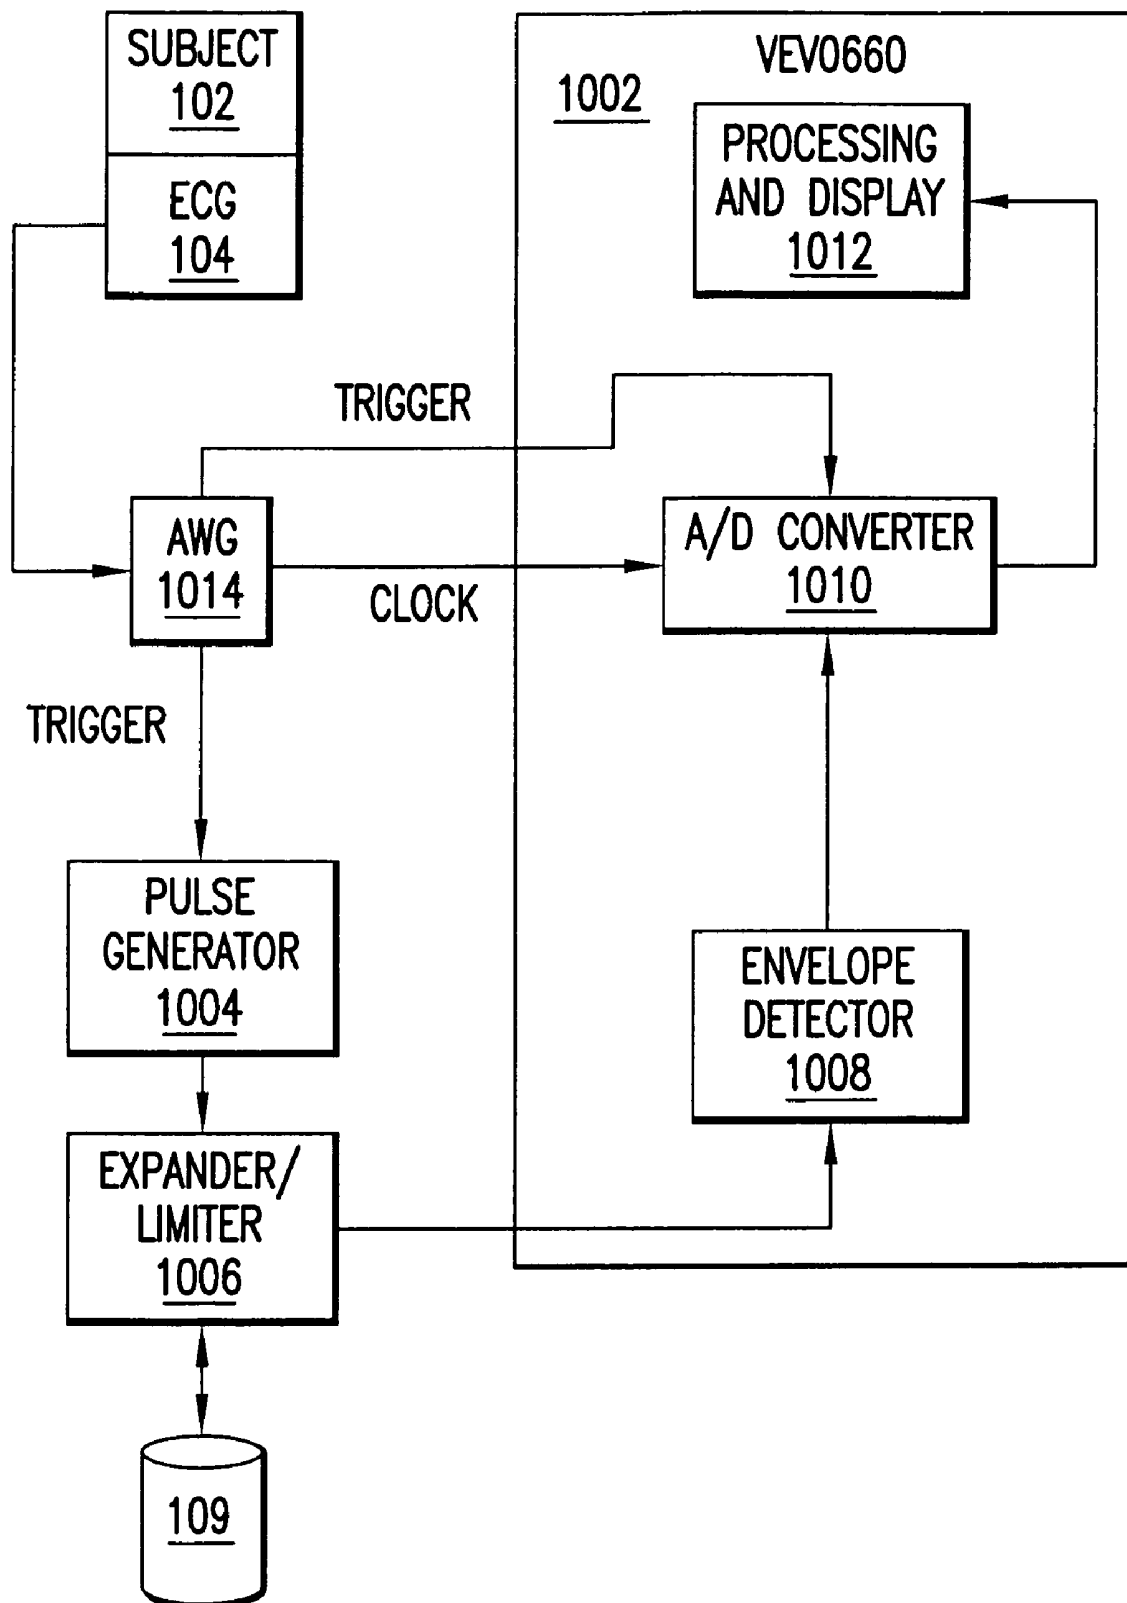 SUBJECT
102
ECG
104
VEVO660
1002
PROCESSING
AND DISPLAY
1012
TRIGGER
AWG
1014
CLOCK
A/D CONVERTER
1010
TRIGGER
PULSE
GENERATOR
1004
ENVELOPE
DETECTOR
1008
EXPANDER/
LIMITER
1006
109